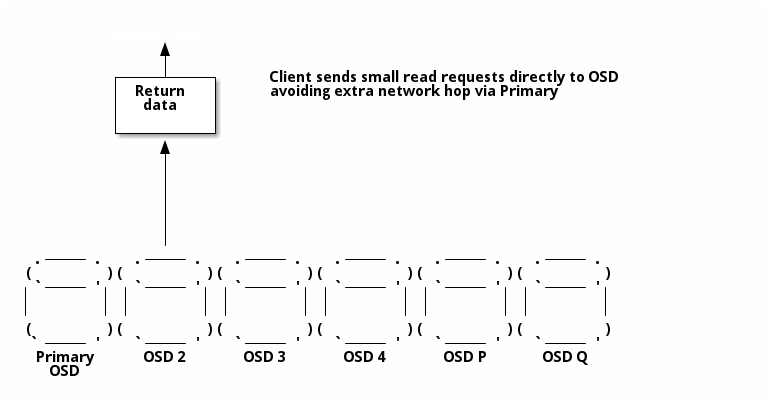 Client sends small read requests directly to OSD
avoiding extra network hop via Primary
Return
data
Primary
OSD
OSD 2
OSD 3
OSD 4
OSD P
OSD Q